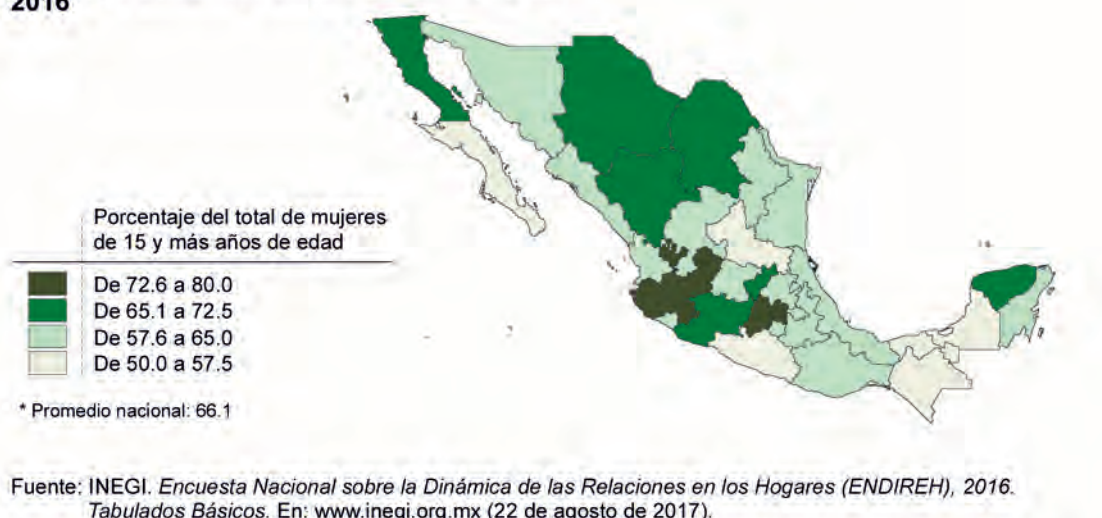 2016
Porcentaje del total de mujeres
de 15 y más años de edad
De 72.6 a 80.0
De 65.1 a 72.5
De 57.6 a 65.0
De 50.0 a 57.5
* Promedio nacional: 66.1
Fuente: INEGI. Encuesta Nacional sobre la Dinámica de las Relaciones en los Hogares (ENDIREH), 2016.
Tabulados Básicos. En: www.inegi.org.mx (22 de agosto de 2017).